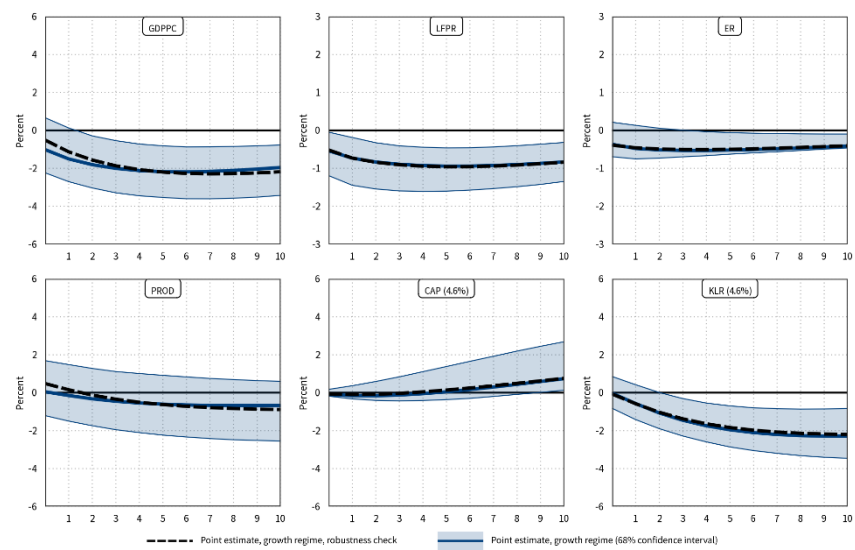 GDPPC
LFPR
ER
Percent
6
4
2
0
-2
-4
-6
1 2 3 4 5 6 7 8 9 10
Percent
3
2
1
0
-1
-2
-3
1 2 3 4 5 6 7 8 9 10
Percent
3
2
1
0
-1
-2
-3
1 2 3 4 5 6 7 8 9 10
PROD
CAP (4.6%)
KLR (4.6%)
Percent
6
4
2
0
-2
-4
-6
1 2 3 4 5 6 7 8 9 10
Percent
6
4
2
0
-2
-4
-6
1 2 3 4 5 6 7 8 9 10
Percent
6
4
2
0
-2
-4
-6
1 2 3 4 5 6 7 8 9 10
Point estimate, growth regime, robustness check
Point estimate, growth regime (68% confidence interval)